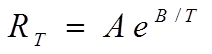 R_T = A e^{B/T}